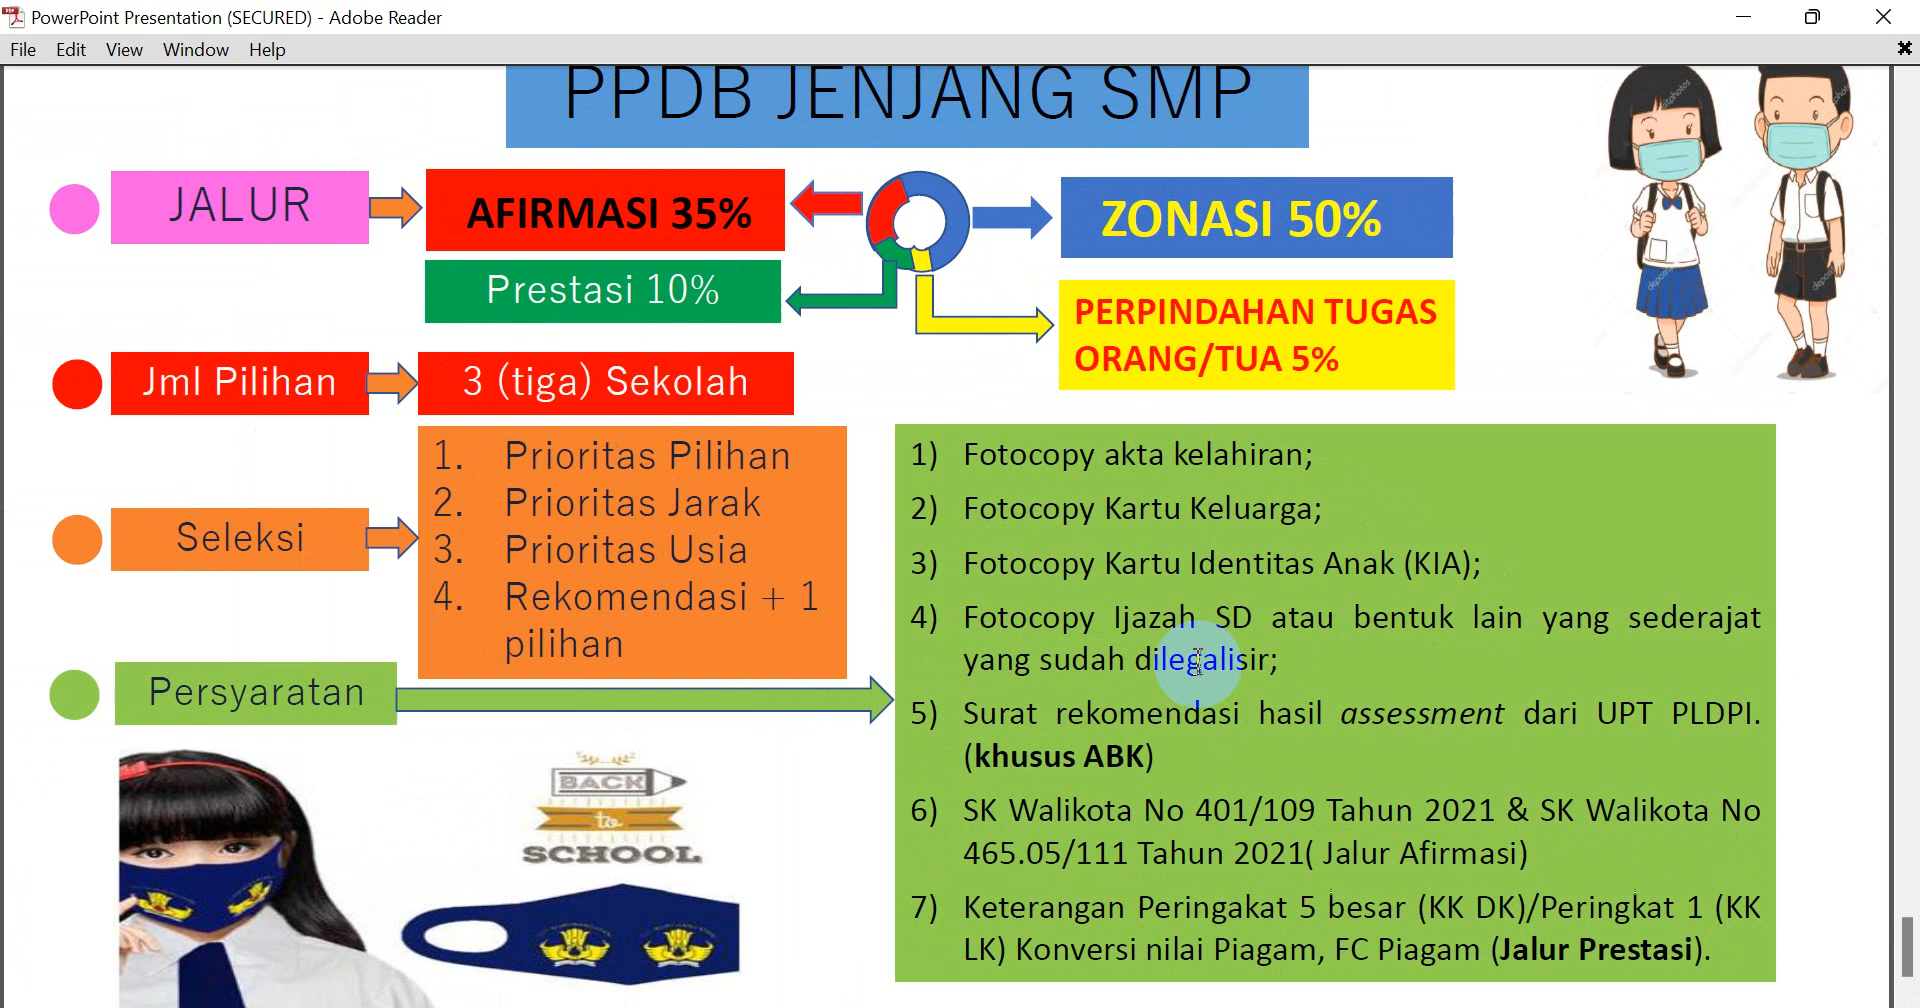 PowerPoint Presentation (SECURED) - Adobe Reader
File Edit View Window Help
PPDB JENJANG SMP
JALUR
AFIRMASI 35%
ZONASI 50%
Prestasi 10%
PERPINDAHAN TUGAS
ORANG/TUA 5%
Jml Pilihan
3 (tiga) Sekolah
Seleksi
1. Prioritas Pilihan
2. Prioritas Jarak
3. Prioritas Usia
4. Rekomendasi + 1
pilihan
Persyaratan
1) Fotocopy akta kelahiran;
2) Fotocopy Kartu Keluarga;
3) Fotocopy Kartu Identitas Anak (KIA);
4) Fotocopy Ijazah SD atau bentuk lain yang sederajat
yang sudah dilegalisir;
5) Surat rekomendasi hasil assessment dari UPT PLDPI.
(khusus ABK)
6) SK Walikota No 401/109 Tahun 2021 & SK Walikota No
465.05/111 Tahun 2021( Jalur Afirmasi)
7) Keterangan Peringakat 5 besar (KK DK)/Peringkat 1 (KK
LK) Konversi nilai Piagam, FC Piagam (Jalur Prestasi).
BACK
to
SCHOOL